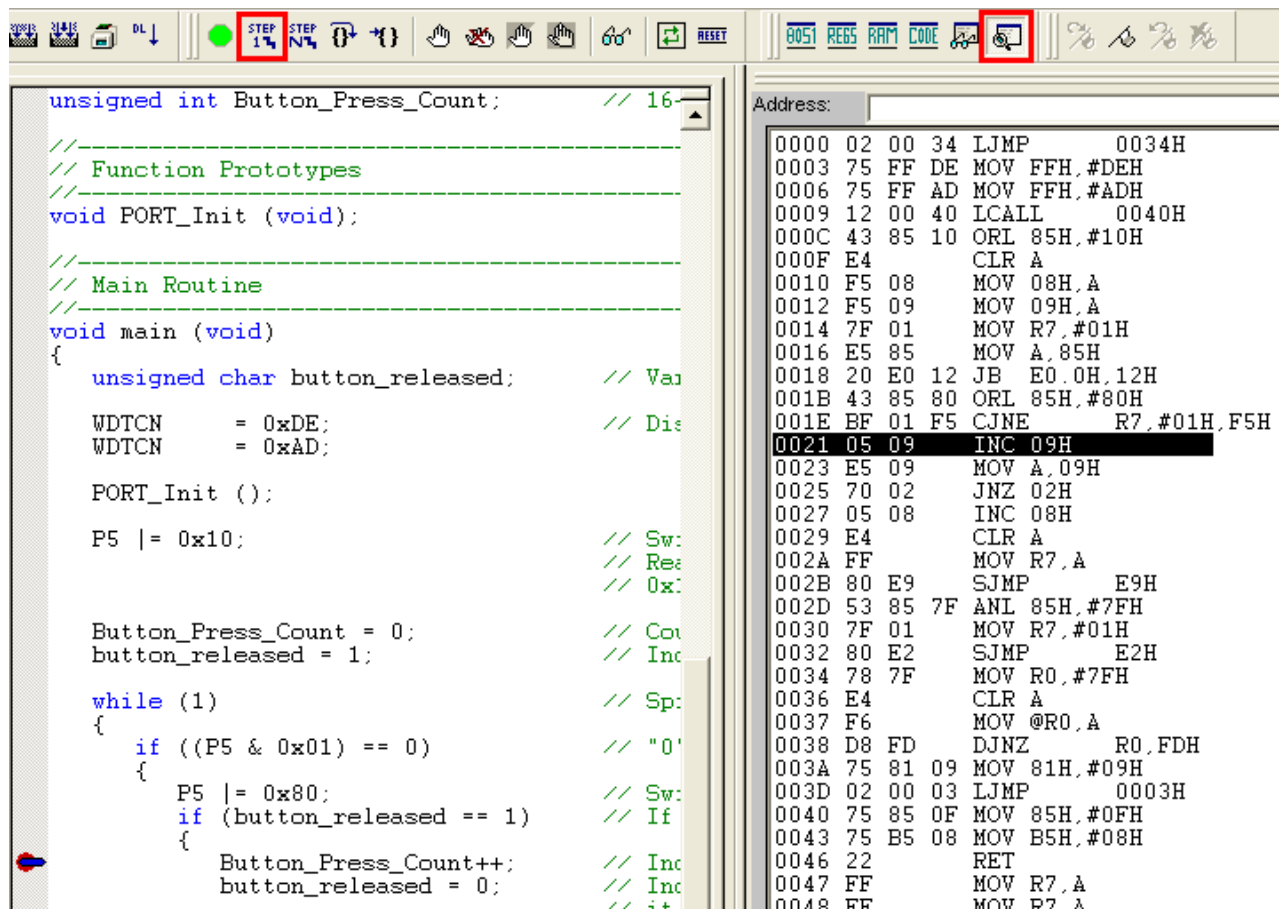 DL
STEP
1
STEP
N
RESET
8051 REGS RAM CODE
unsigned int Button_Press_Count; // 16-
//
// Function Prototypes
//
void PORT_Init (void);
//
// Main Routine
//
void main (void)
{
unsigned char button_released; // Var
WDTCN = 0xDE; // Dis
WDTCN = 0xAD;
PORT_Init ();
P5 |= 0x10; // Sw
// Rea
// 0x
Button_Press_Count = 0; // Cou
button_released = 1; // Ind
while (1) // Sp
{
if ((P5 & 0x01) == 0) // "0"
{
P5 |= 0x80; // Sw
if (button_released == 1) // If
{
Button_Press_Count++; // Inc
button_released = 0; // Ind
// it
Address:
0000 02 00 34 LJMP 0034H
0003 75 FF DE MOV FFH,#DEH
0006 75 FF AD MOV FFH,#ADH
0009 12 00 40 LCALL 0040H
000C 43 85 10 ORL 85H,#10H
000F E4 CLR A
0010 F5 08 MOV 08H,A
0012 F5 09 MOV 09H,A
0014 7F 01 MOV R7,#01H
0016 E5 85 MOV A,85H
0018 20 E0 12 JB E0.0H,12H
001B 43 85 80 ORL 85H,#80H
001E BF 01 F5 CJNE R7,#01H,F5H
0021 05 09 INC 09H
0023 E5 09 MOV A,09H
0025 70 02 JNZ 02H
0027 05 08 INC 08H
0029 E4 CLR A
002A FF MOV R7,A
002B 80 E9 SJMP E9H
002D 53 85 7F ANL 85H,#7FH
0030 7F 01 MOV R7,#01H
0032 80 E2 SJMP E2H
0034 78 7F MOV R0,#7FH
0036 E4 CLR A
0037 F6 MOV @R0,A
0038 D8 FD DJNZ R0,FDH
003A 75 81 09 MOV 81H,#09H
003D 02 00 03 LJMP 0003H
0040 75 85 0F MOV 85H,#0FH
0043 75 B5 08 MOV B5H,#08H
0046 22 RET
0047 FF MOV R7,A
0048 FF MOV R7,A